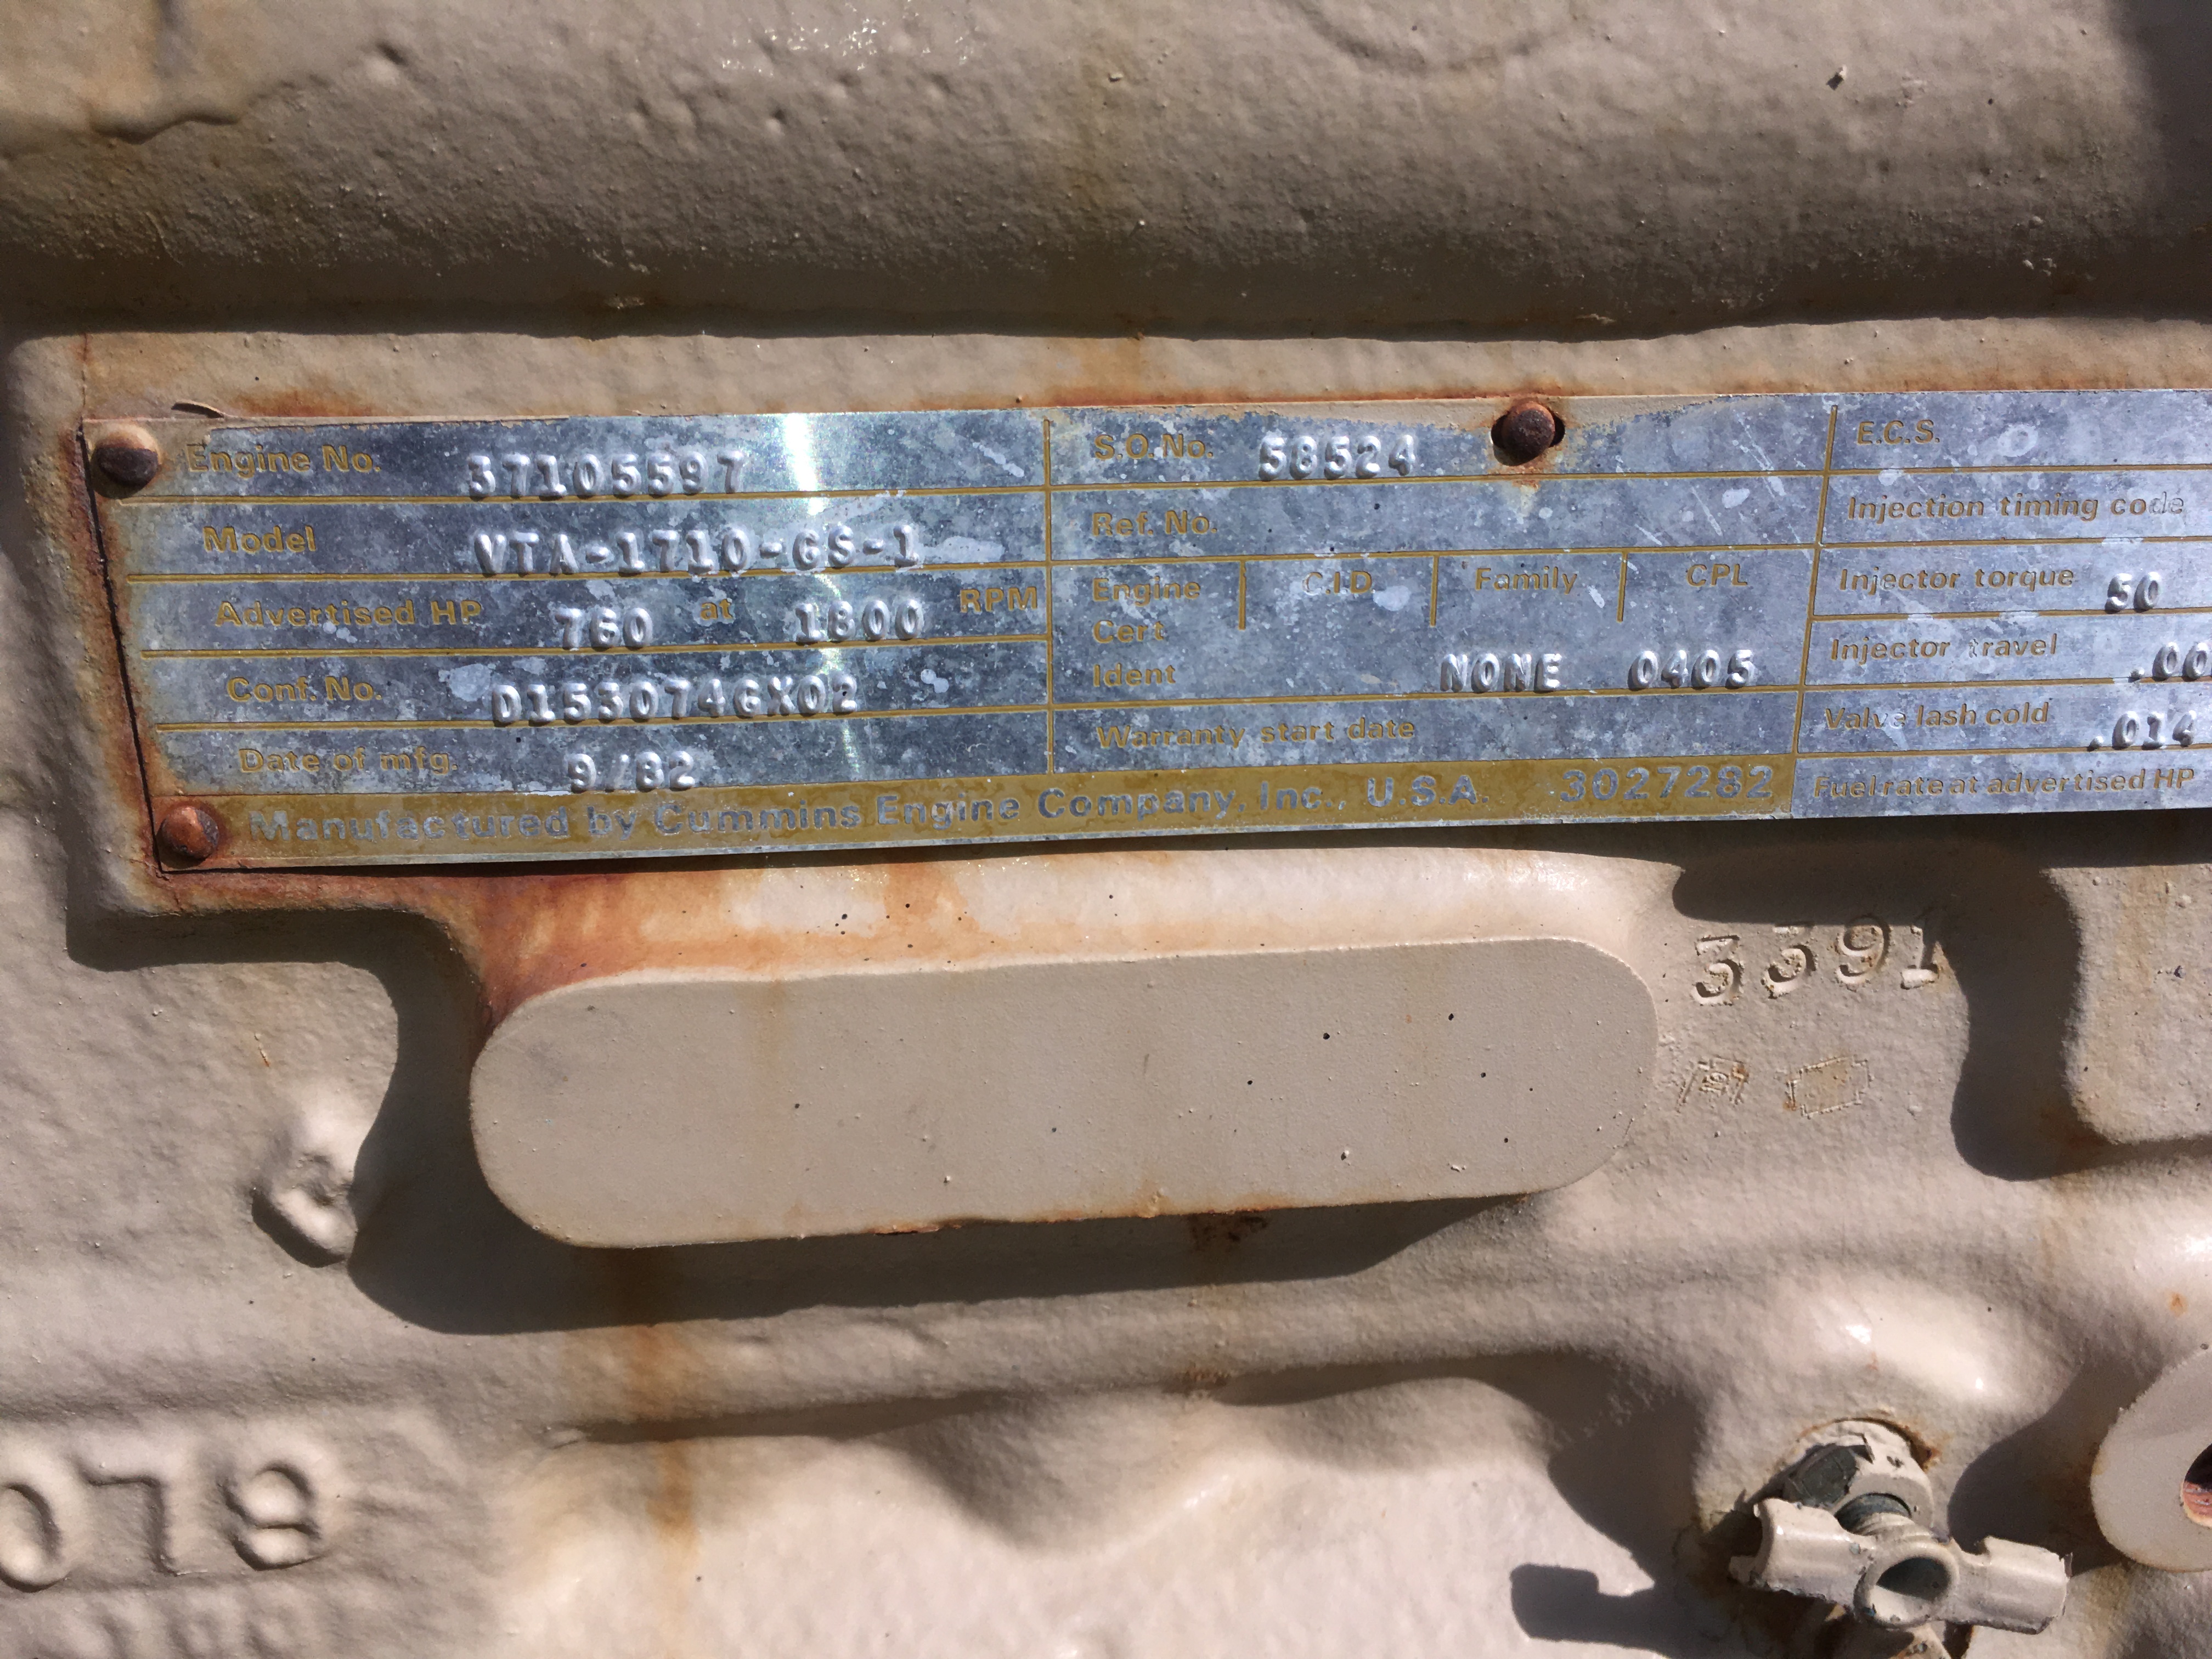 Engine No. 37105597
Model VTA-1710-GS-1
Advertised HP 760 at 1800 RPM
Conf. No. D153074GX02
Date of mfg. 9/82
S.O. No. 58524
Ref. No.
Engine Cert Ident
C.I.D. Family CPL
NONE 0405
Warranty start date
E.C.S.
Injection timing code
Injector torque 50
Injector travel .00
Valve lash cold .014
Fuel rate at advertised HP
Manufactured by Cummins Engine Company, Inc., U.S.A. 3027282
3391
078